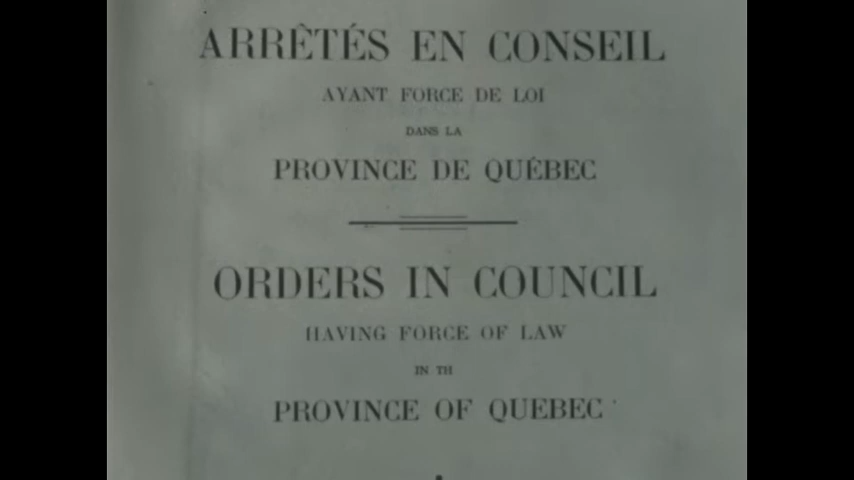 ARRÊTÉS EN CONSEIL
AYANT FORCE DE LOI
DANS LA
PROVINCE DE QUÉBEC
ORDERS IN COUNCIL
HAVING FORCE OF LAW
IN TH
PROVINCE OF QUEBEC